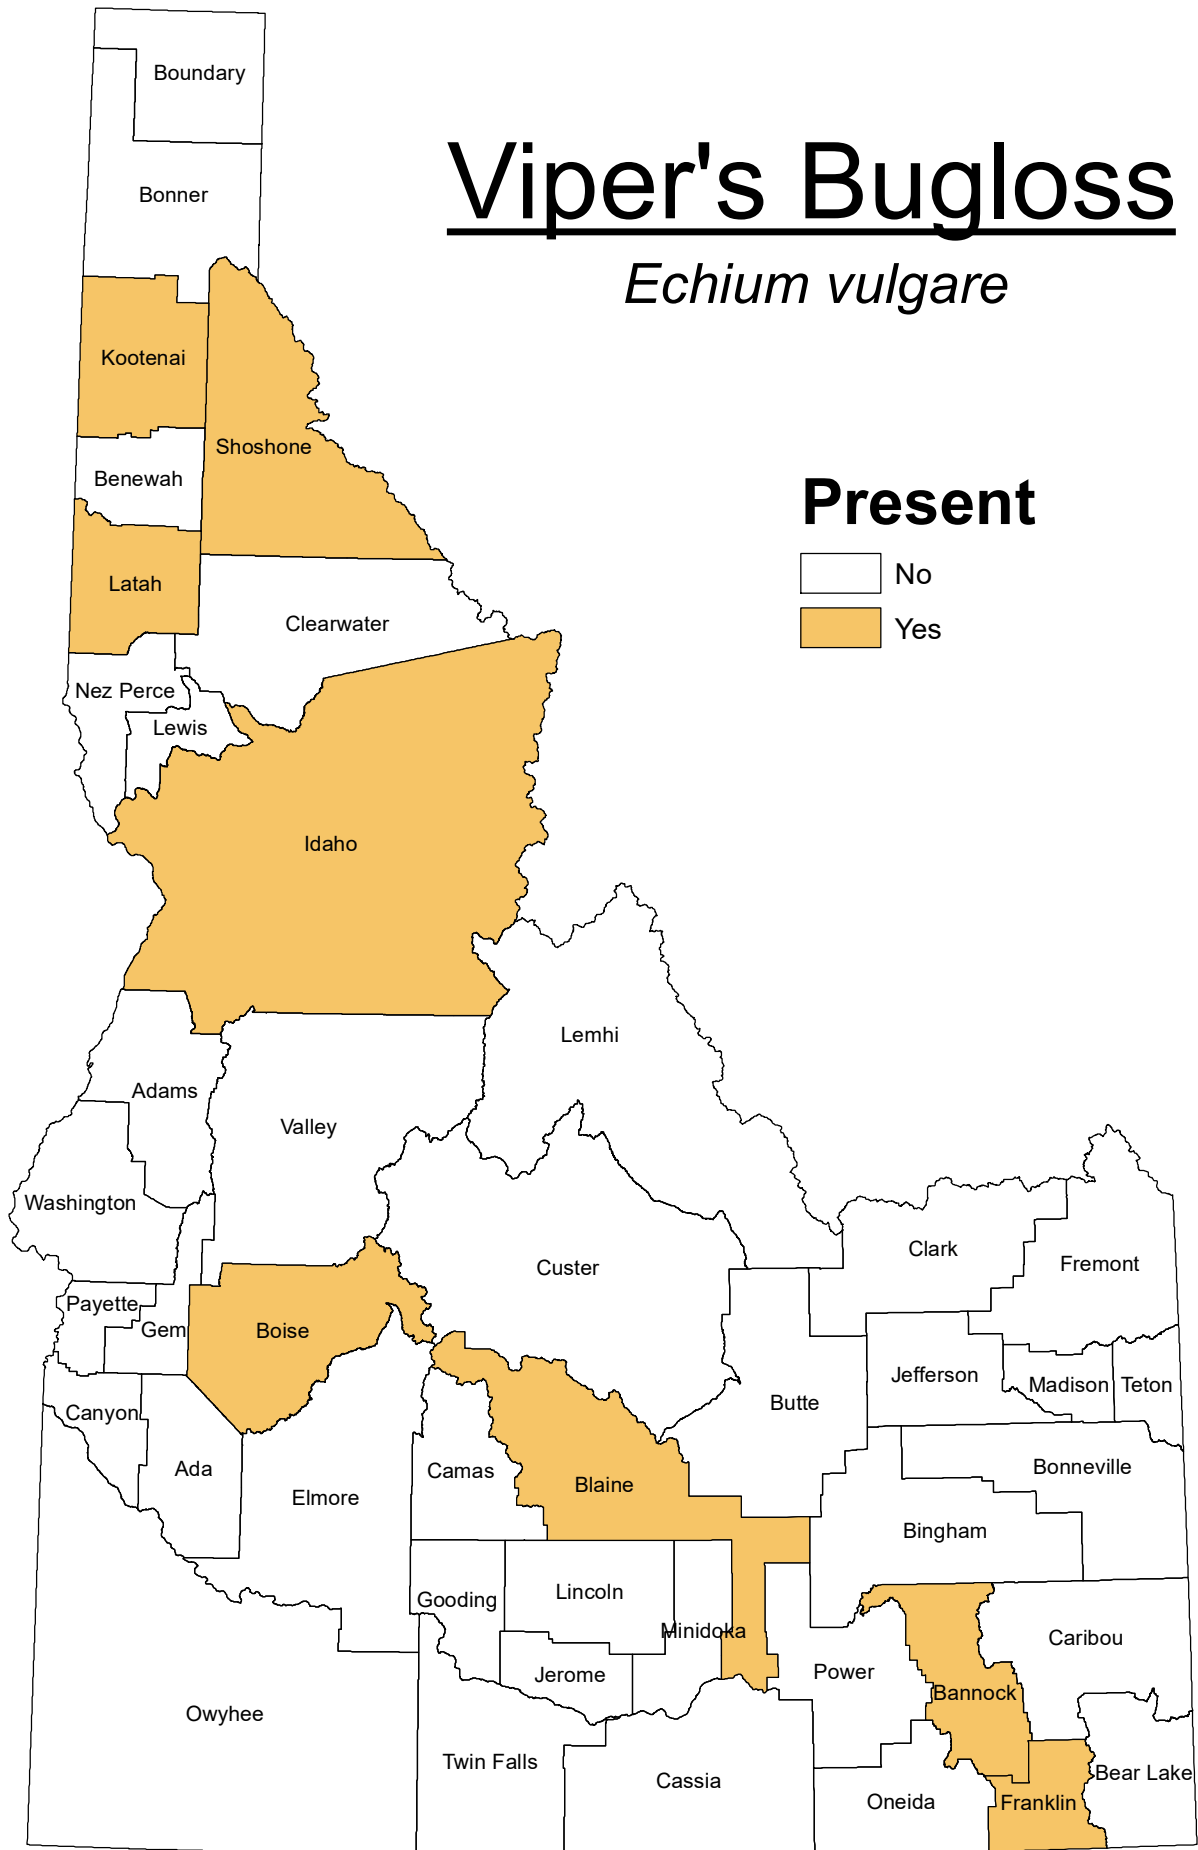 Boundary
Bonner
Viper's Bugloss
Echium vulgare
Kootenai
Shoshone
Benewah
Present
No
Yes
Latah
Clearwater
Nez Perce
Lewis
Idaho
Lemhi
Adams
Valley
Washington
Clark
Fremont
Custer
Payette
Gem
Boise
Jefferson
Madison
Teton
Butte
Canyon
Ada
Camas
Blaine
Bonneville
Elmore
Bingham
Gooding
Lincoln
Minidoka
Caribou
Jerome
Power
Bannock
Owyhee
Twin Falls
Cassia
Bear Lake
Oneida
Franklin